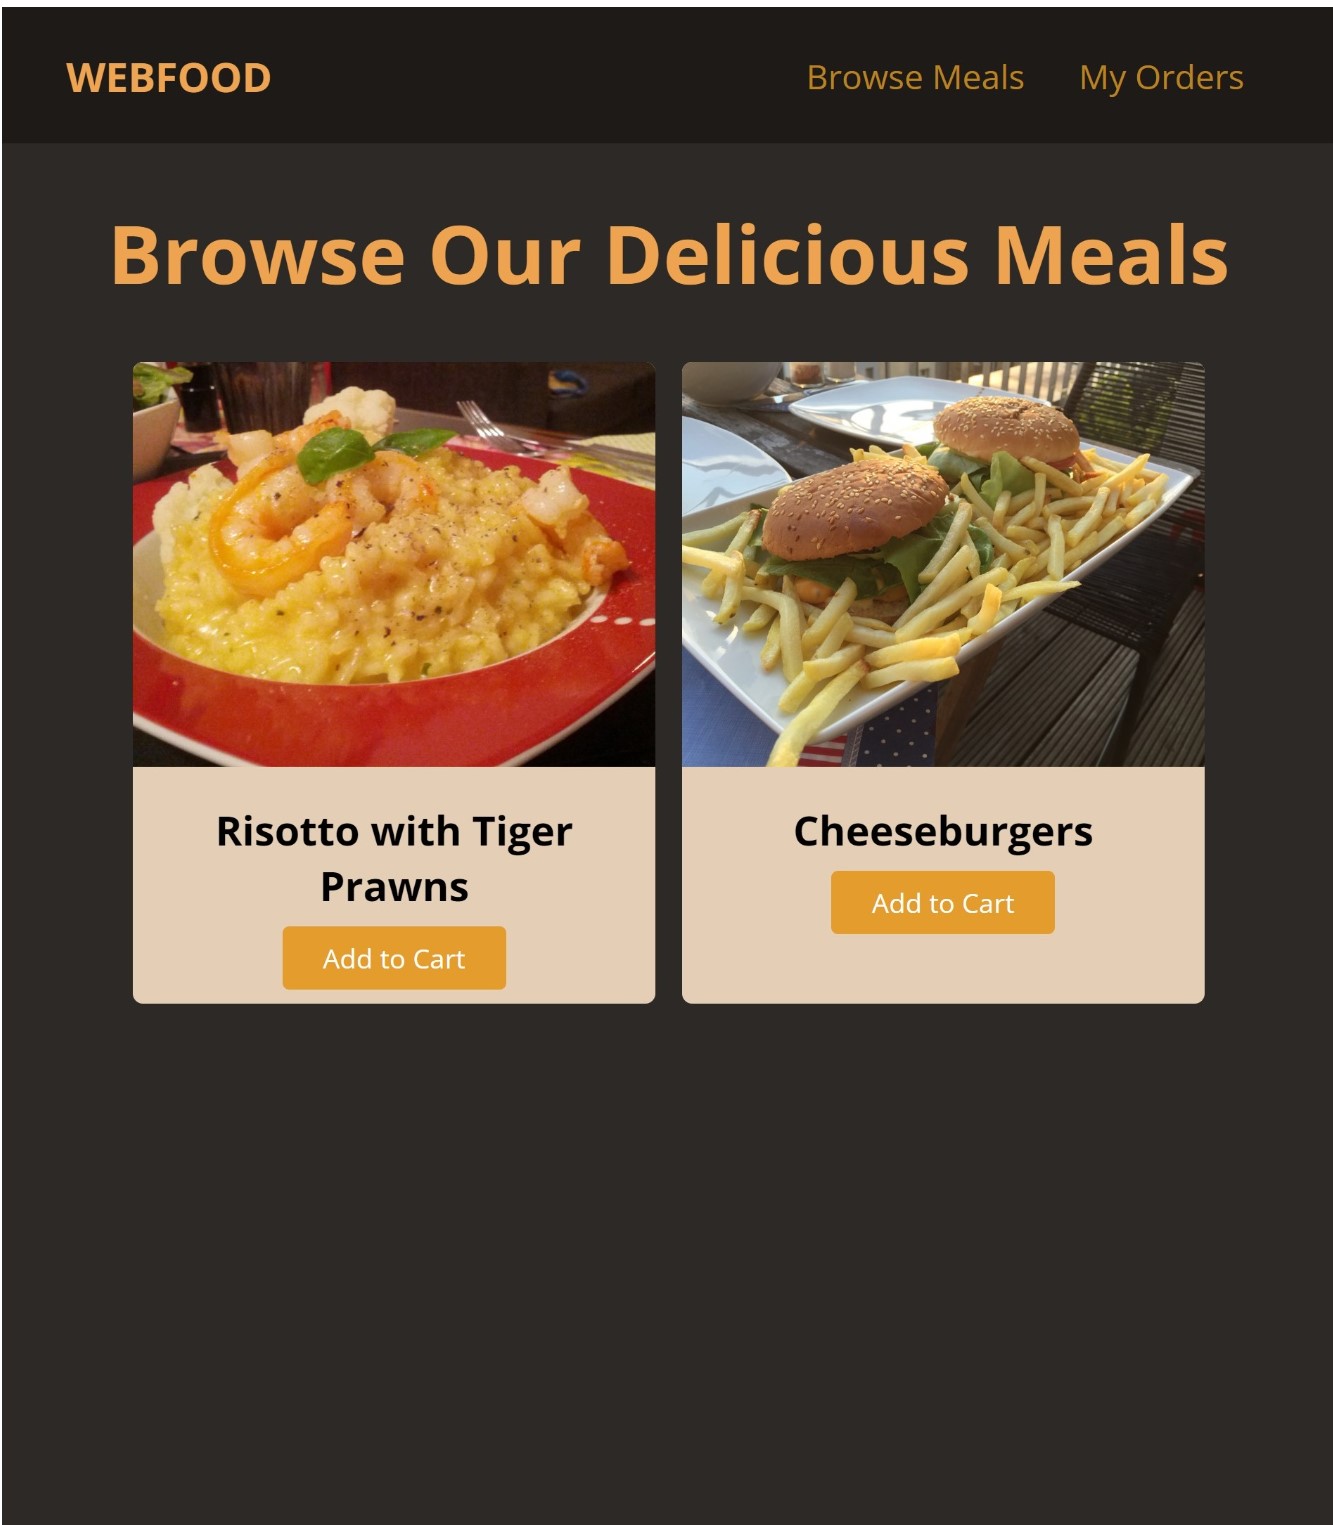 WEBFOOD
Browse Meals
My Orders
Browse Our Delicious Meals
Risotto with Tiger
Prawns
Add to Cart
Cheeseburgers
Add to Cart